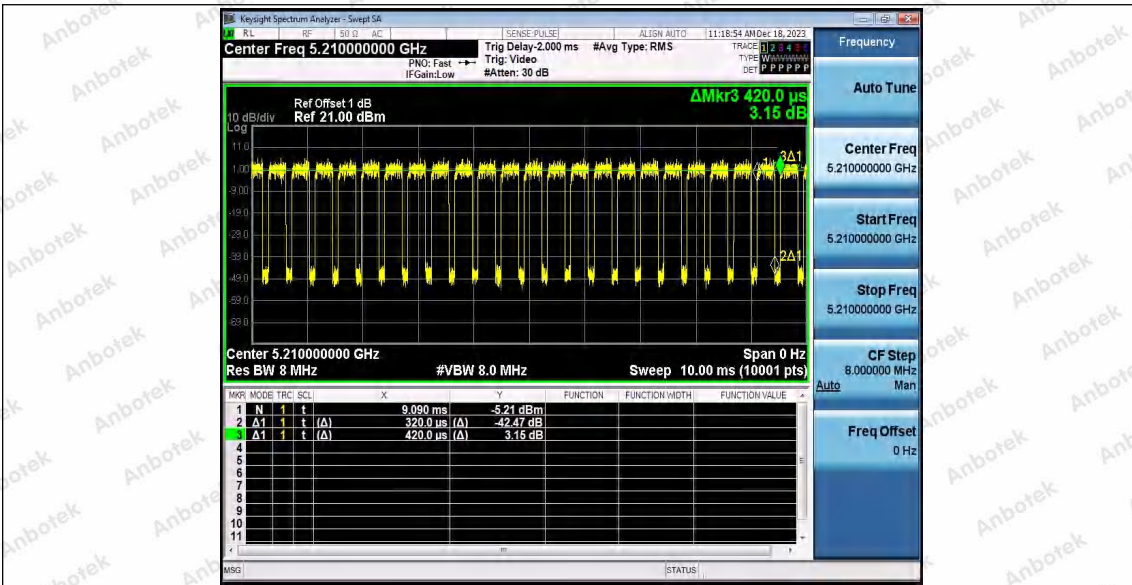 Keysight Spectrum Analyzer - Swept SA
RL RF 50 Ω AC SENSE:PULSE ALIGN AUTO 11:18:54 AM Dec 18, 2023
Center Freq 5.210000000 GHz
PNO: Fast
IFGain:Low
Trig Delay-2.000 ms
Trig: Video
#Atten: 30 dB
#Avg Type: RMS
TRACE 1 2 3 4 5 6
TYPE W
DET P P P P P P
Ref Offset 1 dB
10 dB/div Ref 21.00 dBm
Log
ΔMkr3 420.0 µs
3.15 dB
11.0
1.00
-9.00
-19.0
-29.0
-39.0
-49.0
-59.0
-69.0
1
3Δ1
2Δ1
Center 5.210000000 GHz Span 0 Hz
Res BW 8 MHz #VBW 8.0 MHz Sweep 10.00 ms (10001 pts)
MKR MODE TRC SCL X Y FUNCTION FUNCTION WIDTH FUNCTION VALUE
1 N 1 t 9.090 ms -5.21 dBm
2 Δ1 1 t (Δ) 320.0 µs (Δ) -42.47 dB
3 Δ1 1 t (Δ) 420.0 µs (Δ) 3.15 dB
4
5
6
7
8
9
10
11
MSG STATUS
Frequency
Auto Tune
Center Freq
5.210000000 GHz
Start Freq
5.210000000 GHz
Stop Freq
5.210000000 GHz
CF Step
8.000000 MHz
Auto Man
Freq Offset
0 Hz
Anbotek